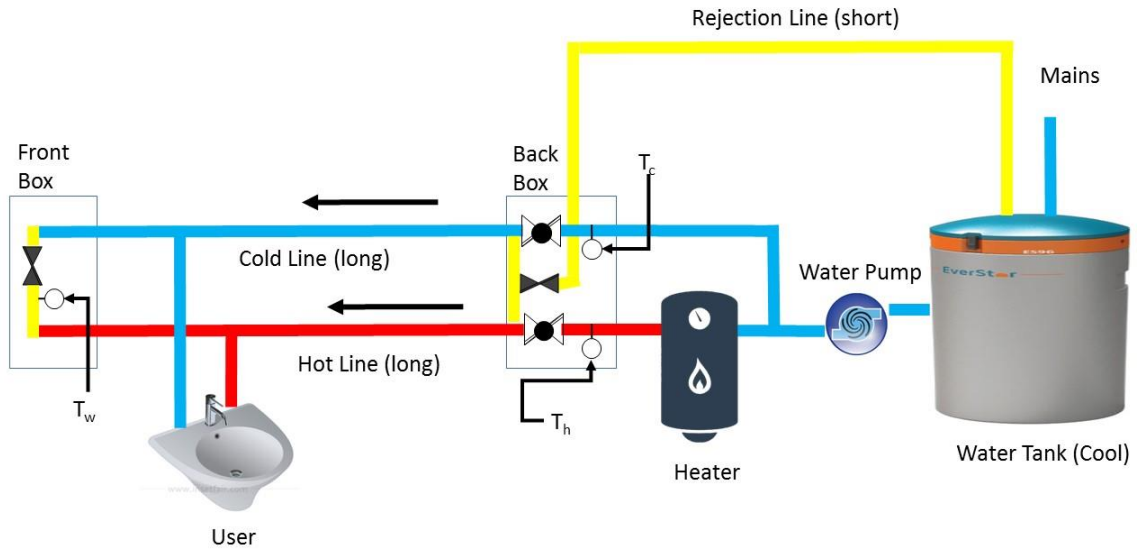 Rejection Line (short)
Mains
Front
Box
Back
Box
Tc
Cold Line (long)
Water Pump
EverStor
Hot Line (long)
Tw
Th
Heater
Water Tank (Cool)
User